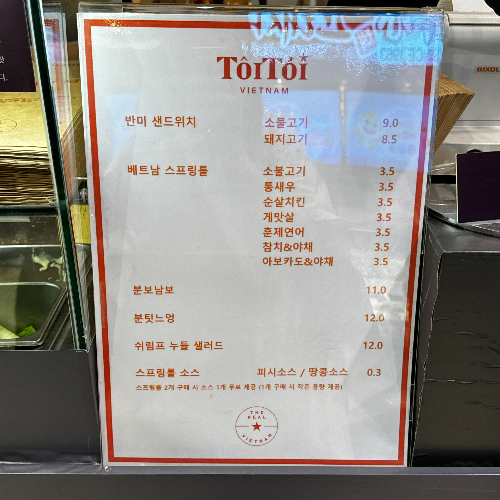 TôiTôi
VIETNAM
반미 샌드위치 소불고기 9.0
돼지고기 8.5
베트남 스프링롤 소불고기 3.5
통새우 3.5
순살치킨 3.5
게맛살 3.5
훈제연어 3.5
참치&야채 3.5
아보카도&야채 3.5
분보남보 11.0
분팃느엉 12.0
쉬림프 누들 샐러드 12.0
스프링롤 소스 피시소스 / 땅콩소스 0.3
스프링롤 2개 구매 시 소스 1개 무료 제공 (1개 구매 시 작은 용량 제공)
THE REAL
VIETNAM